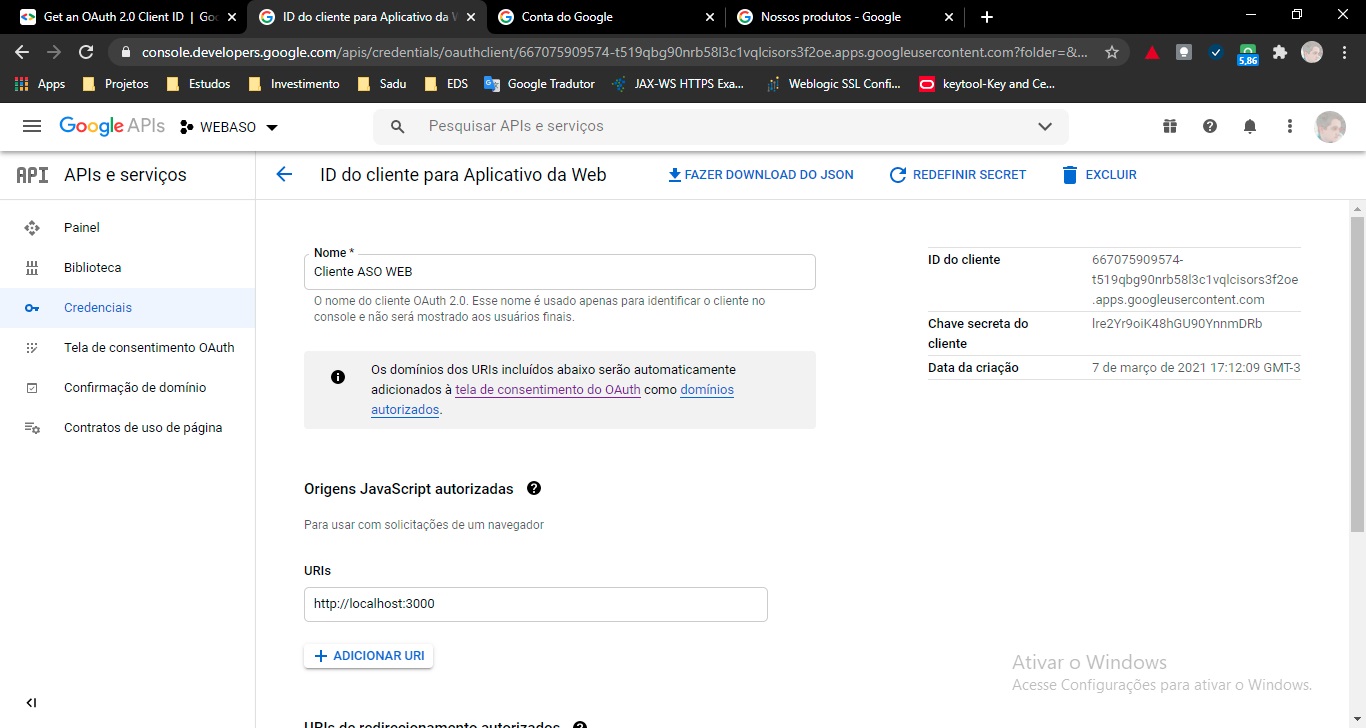 Get an OAuth 2.0 Client ID | Goo
ID do cliente para Aplicativo da W
Conta do Google
Nossos produtos - Google
console.developers.google.com/apis/credentials/oauthclient/667075909574-t519qbg90nrb58l3c1vqlcisors3f2oe.apps.googleusercontent.com?folder=&...
5,86
Apps
Projetos
Estudos
Investimento
Sadu
EDS
Google Tradutor
JAX-WS HTTPS Exa...
Weblogic SSL Confi...
keytool-Key and Ce...
Google APIs
WEBASO
Pesquisar APIs e serviços
API APIs e serviços
ID do cliente para Aplicativo da Web
FAZER DOWNLOAD DO JSON
REDEFINIR SECRET
EXCLUIR
Painel
Biblioteca
Credenciais
Tela de consentimento OAuth
Confirmação de domínio
Contratos de uso de página
Nome *
Cliente ASO WEB
O nome do cliente OAuth 2.0. Esse nome é usado apenas para identificar o cliente no
console e não será mostrado aos usuários finais.
Os domínios dos URIs incluídos abaixo serão automaticamente
adicionados à tela de consentimento do OAuth como domínios
autorizados.
Origens JavaScript autorizadas
Para usar com solicitações de um navegador
URIs
http://localhost:3000
ADICIONAR URI
URIs de redirecionamento autorizados
ID do cliente
667075909574-
t519qbg90nrb58l3c1vqlcisors3f2oe
.apps.googleusercontent.com
Chave secreta do
cliente
lre2Yr9oiK48hGU90YnnmDRb
Data da criação
7 de março de 2021 17:12:09 GMT-3
Ativar o Windows
Acesse Configurações para ativar o Windows.